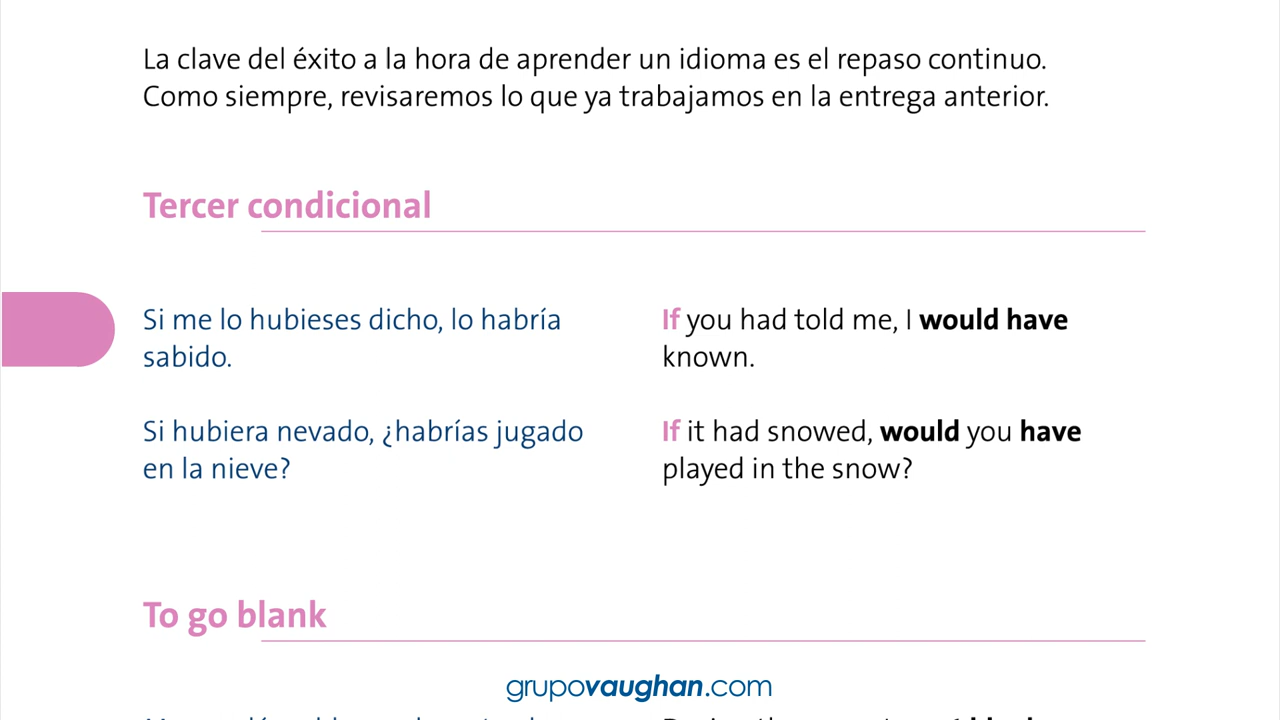 La clave del éxito a la hora de aprender un idioma es el repaso continuo.
Como siempre, revisaremos lo que ya trabajamos en la entrega anterior.
Tercer condicional
Si me lo hubieses dicho, lo habría
sabido.
If you had told me, I would have
known.
Si hubiera nevado, ¿habrías jugado
en la nieve?
If it had snowed, would you have
played in the snow?
To go blank
grupovaughan.com